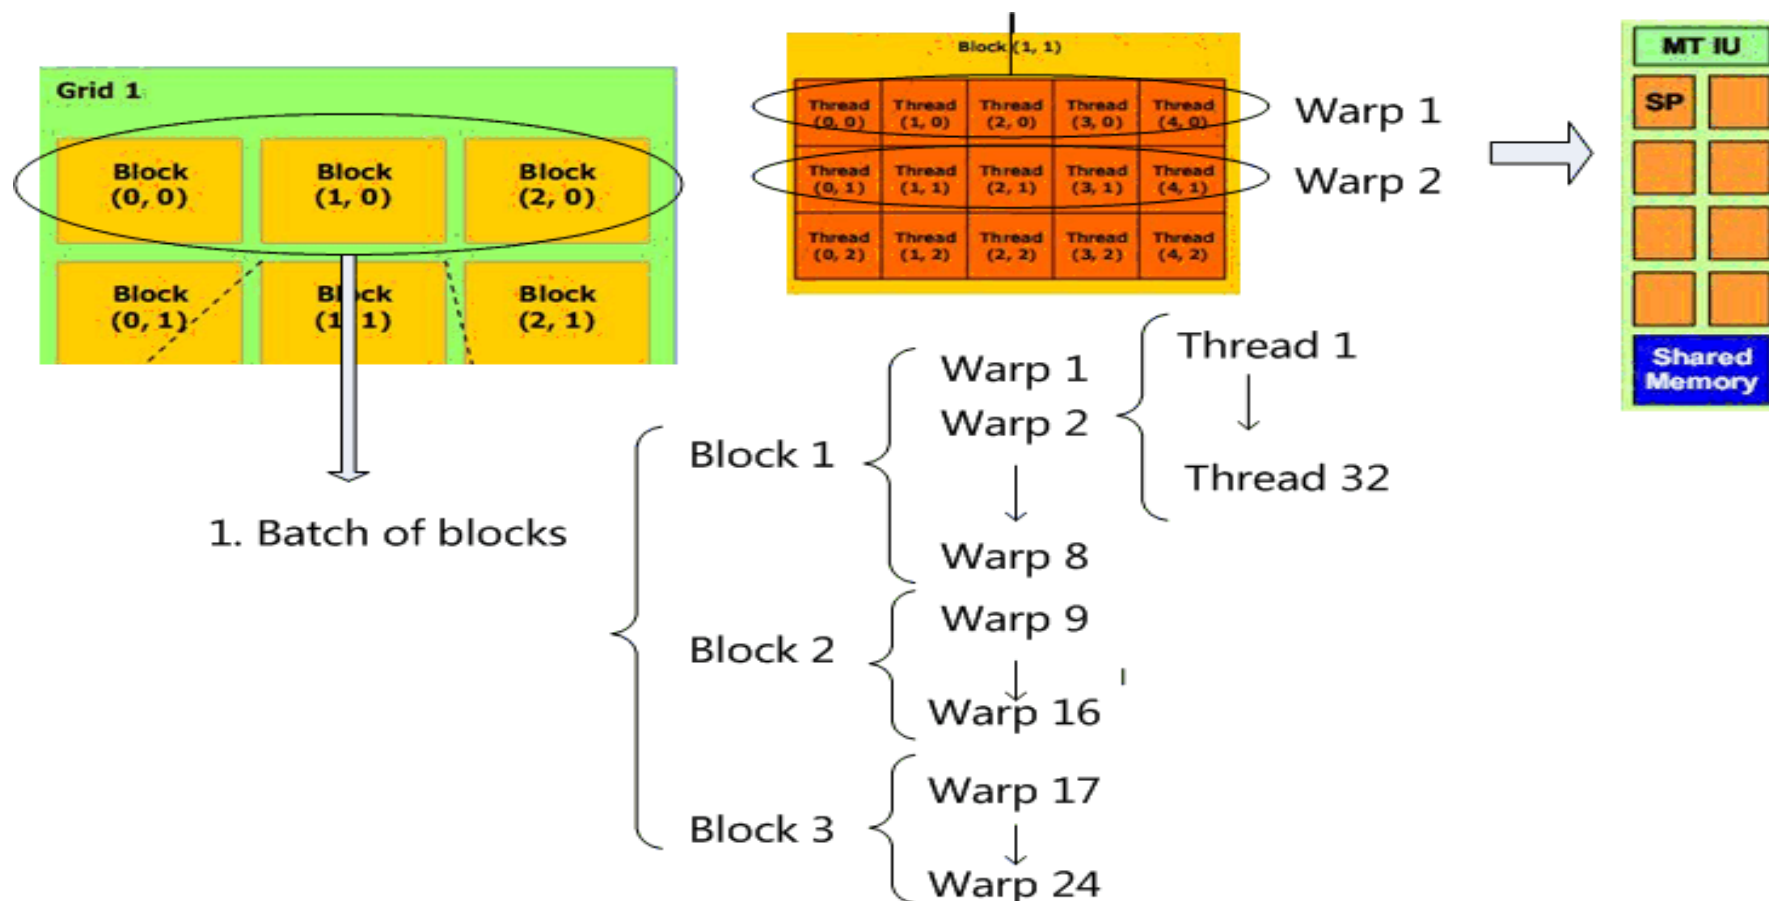 Grid 1
Block
(0, 0)
Block
(1, 0)
Block
(2, 0)
Block
(0, 1)
Block
(1, 1)
Block
(2, 1)
Block (1, 1)
Thread
(0, 0)
Thread
(1, 0)
Thread
(2, 0)
Thread
(3, 0)
Thread
(4, 0)
Thread
(0, 1)
Thread
(1, 1)
Thread
(2, 1)
Thread
(3, 1)
Thread
(4, 1)
Thread
(0, 2)
Thread
(1, 2)
Thread
(2, 2)
Thread
(3, 2)
Thread
(4, 2)
Warp 1
Warp 2
MT IU
SP
Shared
Memory
1. Batch of blocks
Block 1
Warp 1
Warp 2
Warp 8
Thread 1
Thread 32
Block 2
Warp 9
Warp 16
Block 3
Warp 17
Warp 24